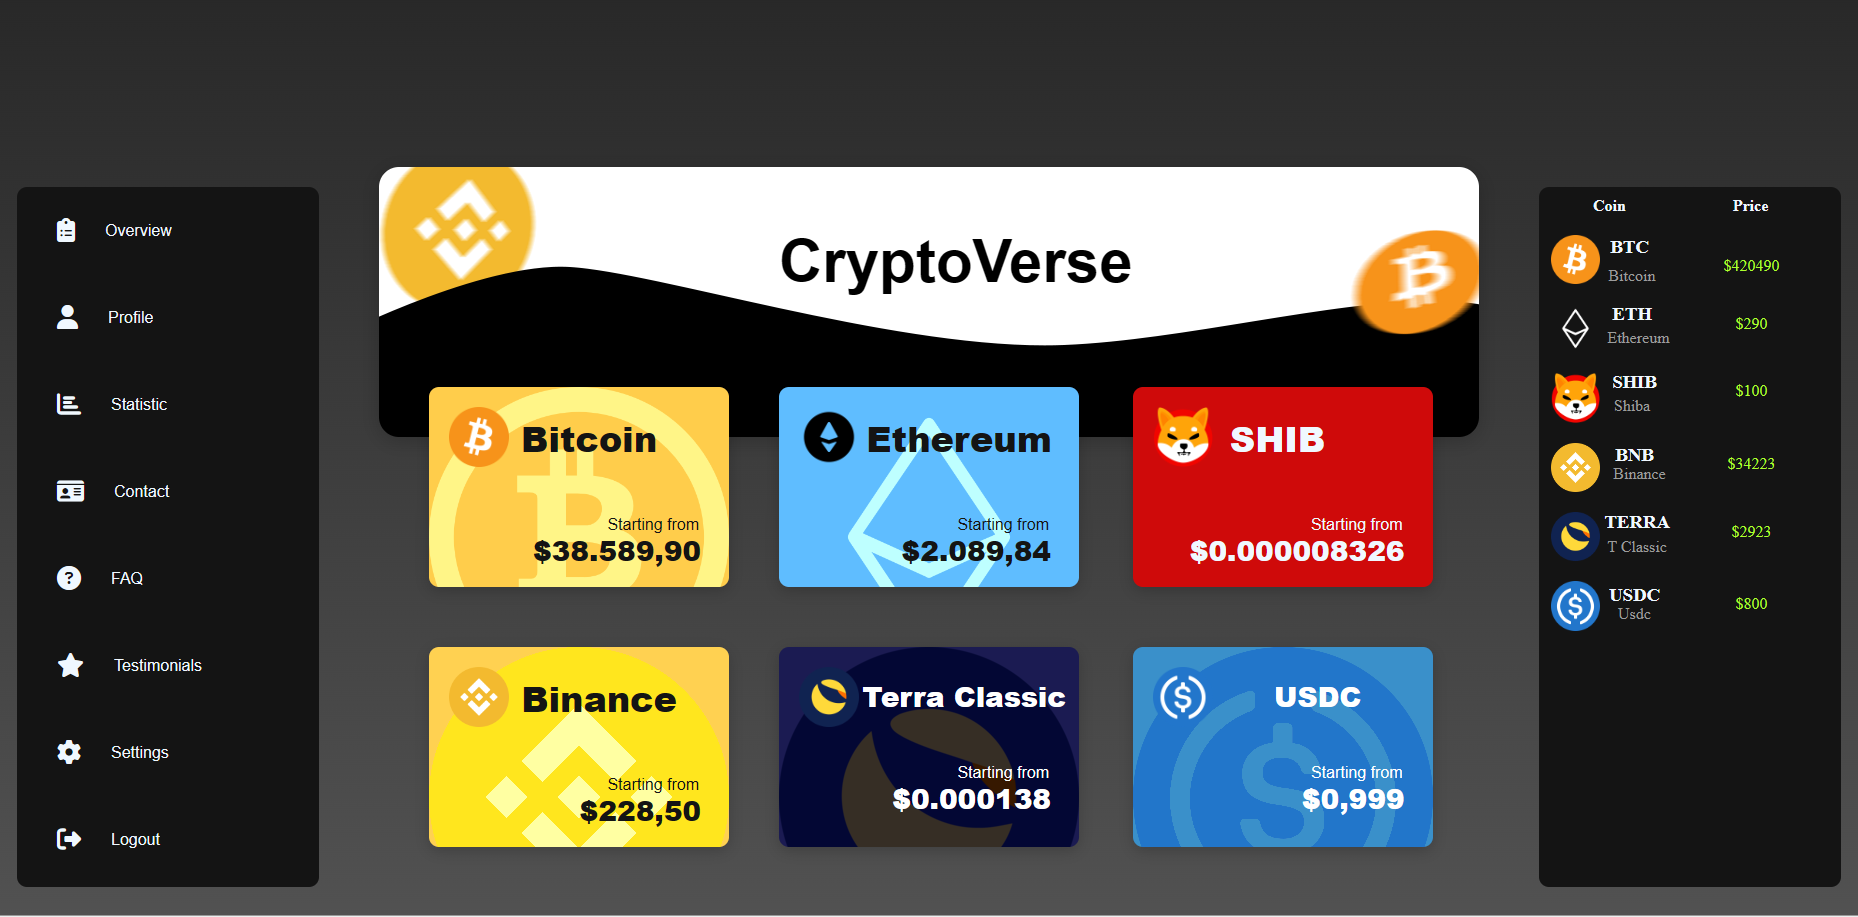 Overview
Profile
Statistic
Contact
FAQ
Testimonials
Settings
Logout
CryptoVerse
Bitcoin
Starting from
$38.589,90
Ethereum
Starting from
$2.089,84
SHIB
Starting from
$0.000008326
Binance
Starting from
$228,50
Terra Classic
Starting from
$0.000138
USDC
Starting from
$0,999
Coin Price
BTC
Bitcoin
$420490
ETH
Ethereum
$290
SHIB
Shiba
$100
BNB
Binance
$34223
TERRA
T Classic
$2923
USDC
Usdc
$800